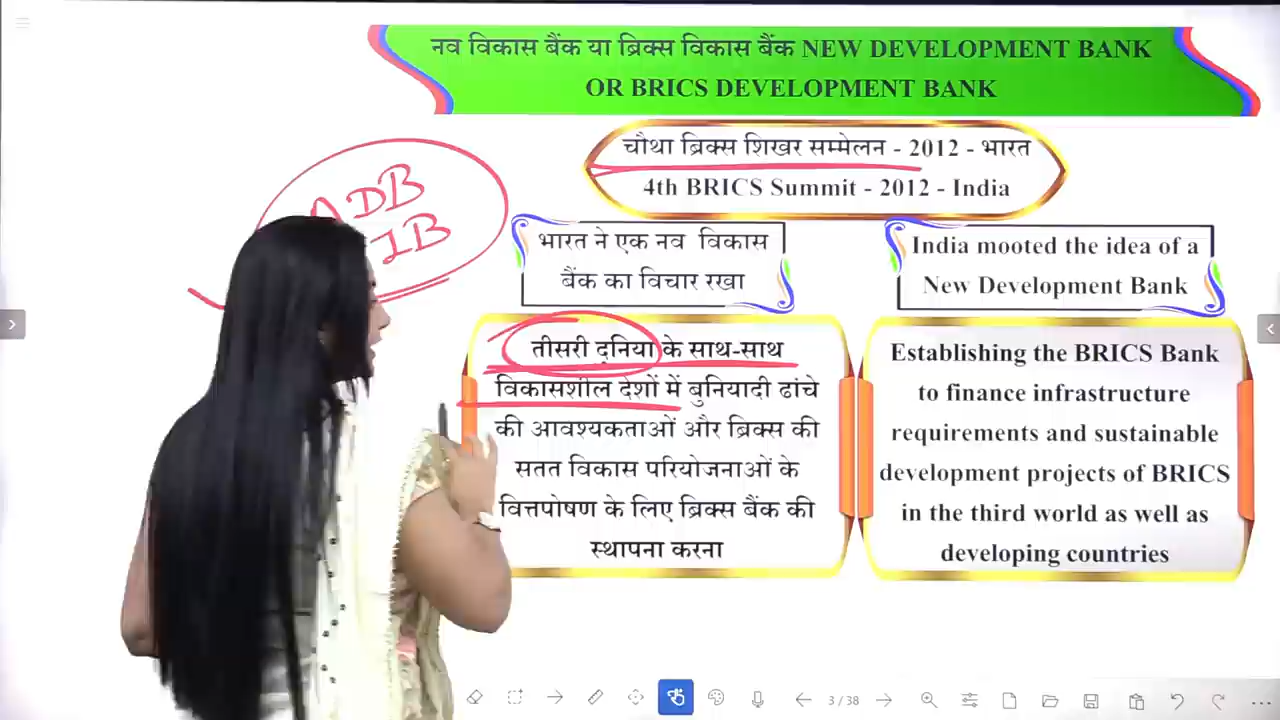 नव विकास बैंक या ब्रिक्स विकास बैंक NEW DEVELOPMENT BANK
OR BRICS DEVELOPMENT BANK
चौथा ब्रिक्स शिखर सम्मेलन - 2012 - भारत
4th BRICS Summit - 2012 - India
ADB
IB
भारत ने एक नव विकास
बैंक का विचार रखा
India mooted the idea of a
New Development Bank
तीसरी दुनिया के साथ-साथ
विकासशील देशों में बुनियादी ढांचे
की आवश्यकताओं और ब्रिक्स की
सतत विकास परियोजनाओं के
वित्तपोषण के लिए ब्रिक्स बैंक की
स्थापना करना
Establishing the BRICS Bank
to finance infrastructure
requirements and sustainable
development projects of BRICS
in the third world as well as
developing countries
3 / 38